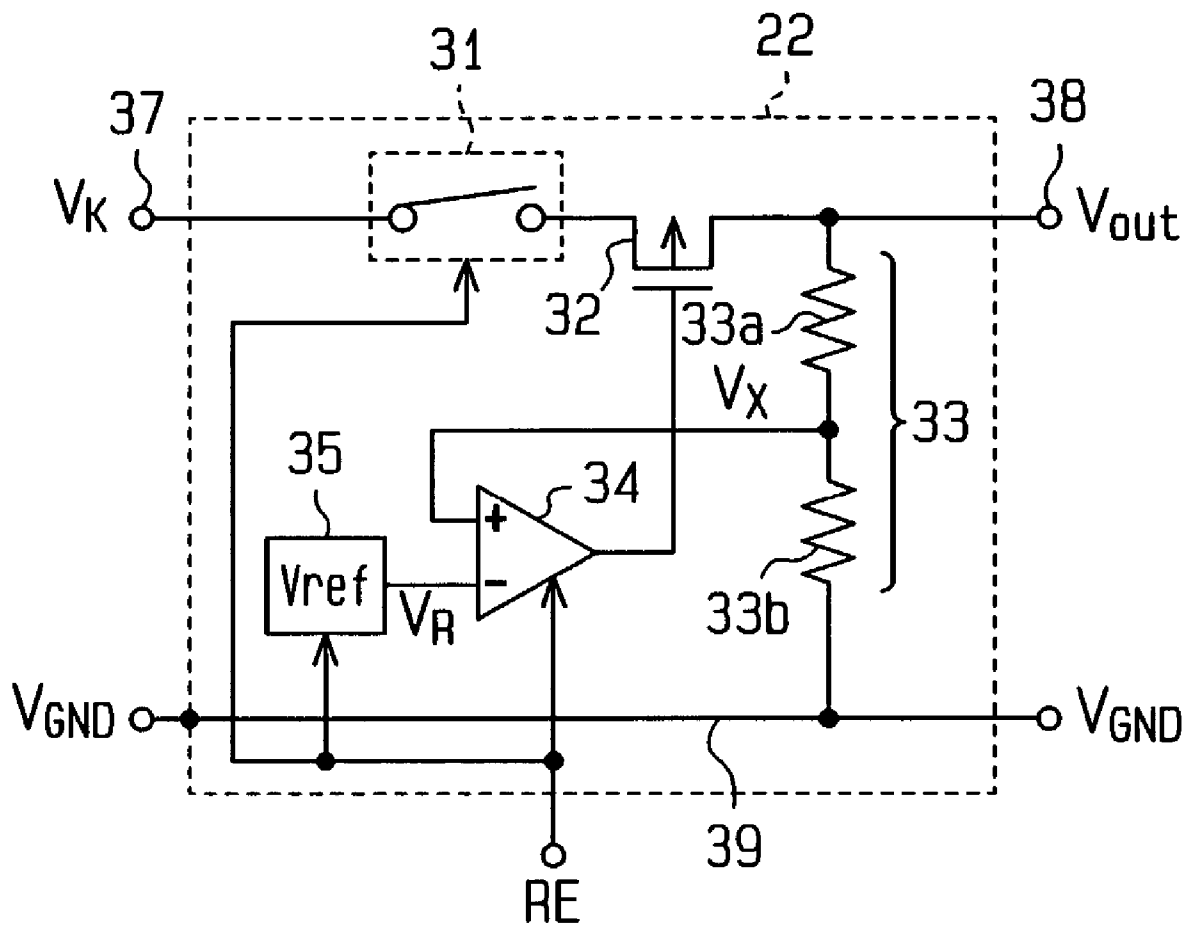 31
22
37
38
V_K
V_out
32
33a
V_X
33
35
34
+
Vref
−
V_R
33b
V_GND
V_GND
39
RE